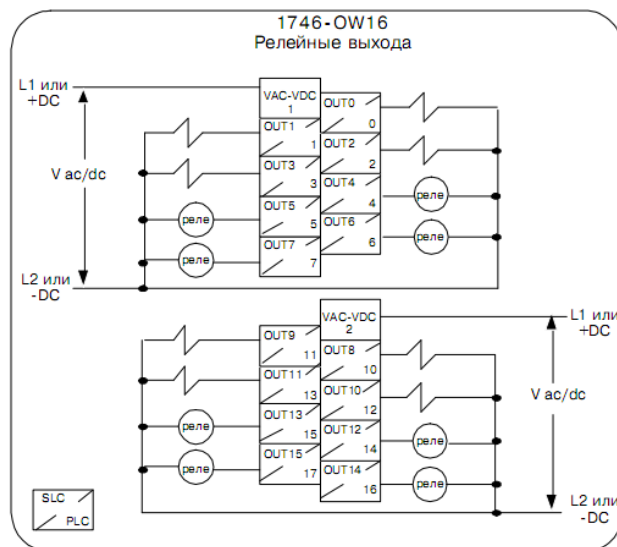 1746-OW16
Релейные выхода
L1 или
+DC
VAC-VDC
1
OUT0
0
OUT1
1
OUT2
2
OUT3
3
OUT4
4
V ac/dc
OUT5
5
OUT6
6
OUT7
7
реле
реле
реле
реле
L2 или
-DC
VAC-VDC
2
L1 или
+DC
OUT9
11
OUT8
10
OUT11
13
OUT10
12
V ac/dc
OUT13
15
OUT12
14
OUT15
17
OUT14
16
реле
реле
реле
реле
L2 или
-DC
SLC
PLC